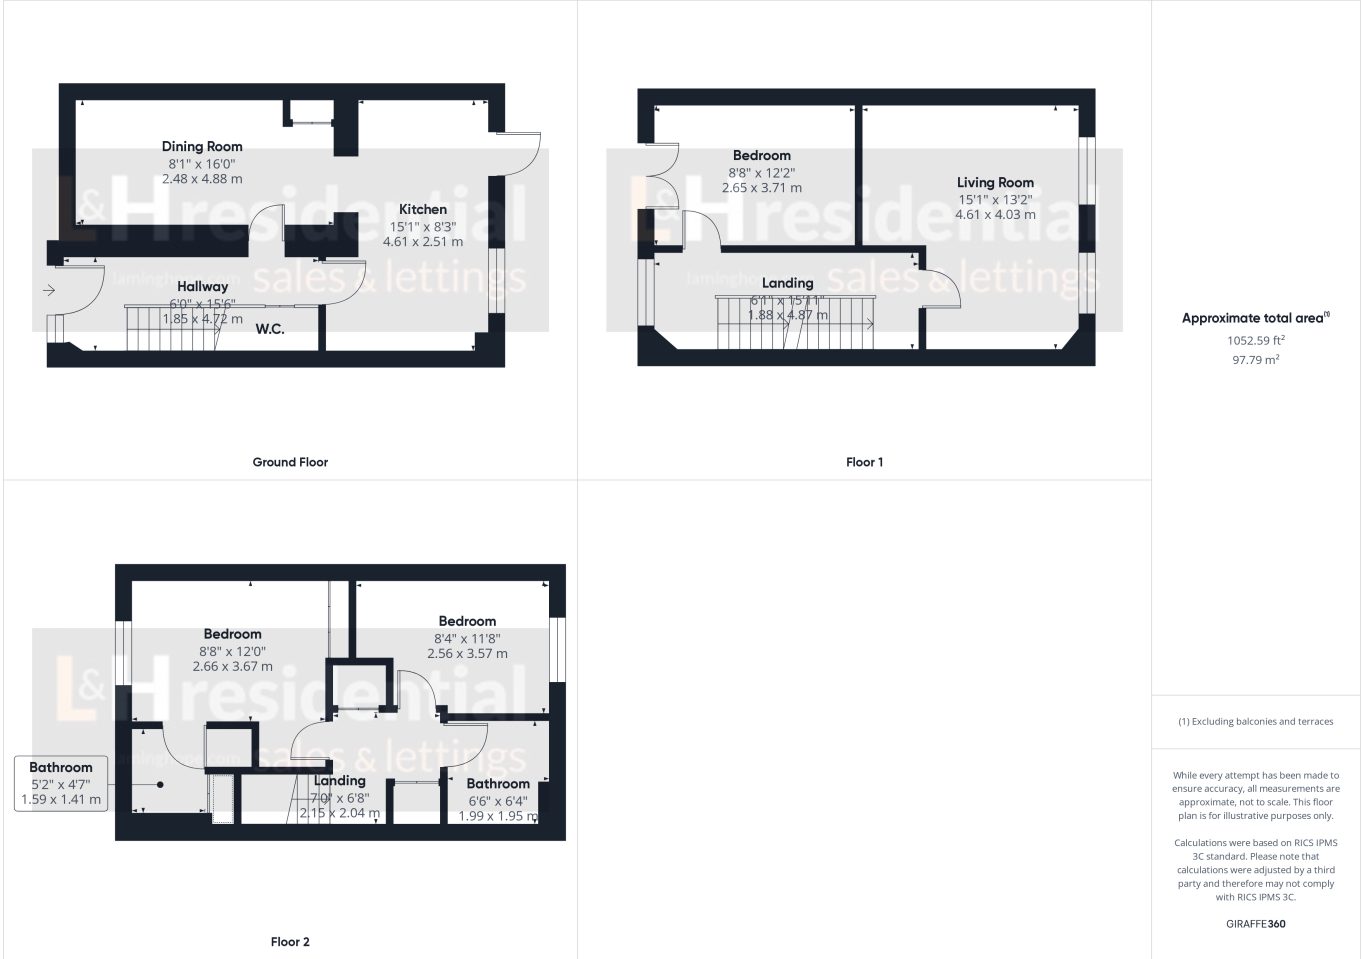 Dining Room
8'1" x 16'0"
2.48 x 4.88 m
Kitchen
15'1" x 8'3"
4.61 x 2.51 m
Hallway
6'0" x 15'6"
1.85 x 4.72 m
W.C.
L&H residential
laminghope.com sales & lettings
Ground Floor
Bedroom
8'8" x 12'2"
2.65 x 3.71 m
Living Room
15'1" x 13'2"
4.61 x 4.03 m
Landing
6'1" x 15'11"
1.88 x 4.87 m
L&H residential
sales & lettings
Floor 1
Approximate total area(1)
1052.59 ft²
97.79 m²
Bedroom
8'8" x 12'0"
2.66 x 3.67 m
Bedroom
8'4" x 11'8"
2.56 x 3.57 m
L&H residential
sales & lettings
Bathroom
5'2" x 4'7"
1.59 x 1.41 m
Landing
7'0" x 6'8"
2.15 x 2.04 m
Bathroom
6'6" x 6'4"
1.99 x 1.95 m
Floor 2
(1) Excluding balconies and terraces
While every attempt has been made to
ensure accuracy, all measurements are
approximate, not to scale. This floor
plan is for illustrative purposes only.
Calculations were based on RICS IPMS
3C standard. Please note that
calculations were adjusted by a third
party and therefore may not comply
with RICS IPMS 3C.
GIRAFFE360